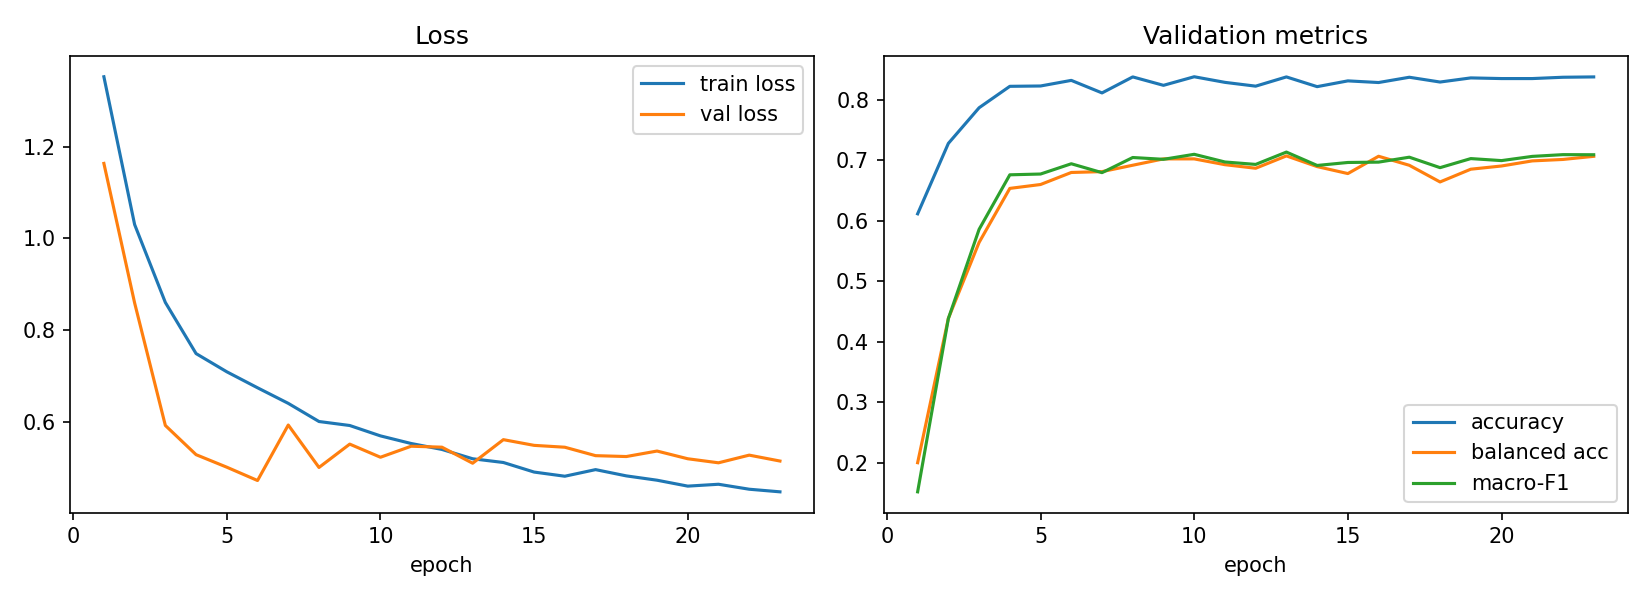 Loss
train loss
val loss
1.2
1.0
0.8
0.6
0
5
10
15
20
epoch
Validation metrics
0.8
0.7
0.6
0.5
0.4
0.3
0.2
accuracy
balanced acc
macro-F1
0
5
10
15
20
epoch